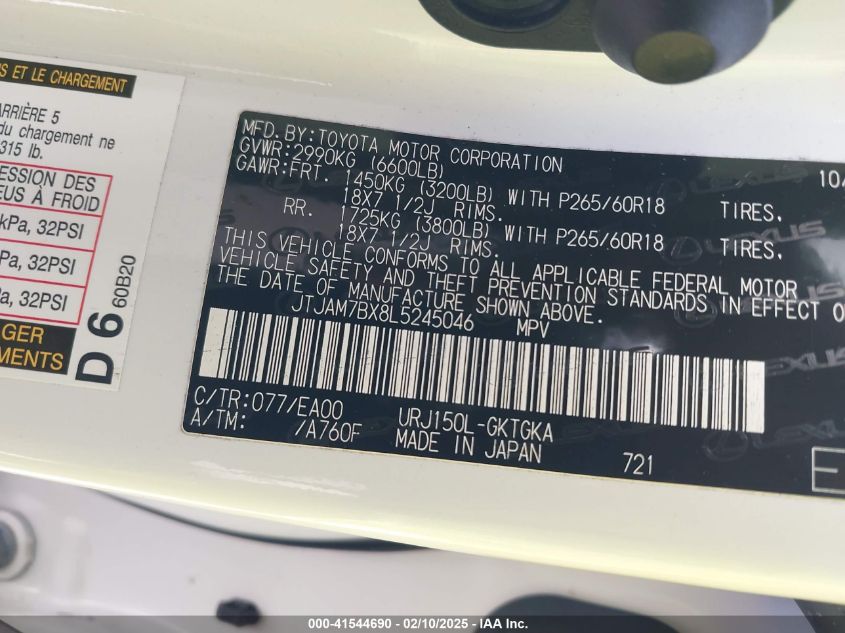 S ET LE CHARGEMENT
ARRIÈRE 5
du chargement ne
315 lb.
ESSION DES
EUS À FROID
kPa, 32PSI
Pa, 32PSI
a, 32PSI
GER
EMENTS
D 6 60B20
MFD. BY: TOYOTA MOTOR CORPORATION 10/
GVWR: 2990KG (6600LB)
GAWR: FRT. 1450KG (3200LB) WITH P265/60R18 TIRES,
18X7 1/2J RIMS.
RR. 1725KG (3800LB) WITH P265/60R18 TIRES,
18X7 1/2J RIMS.
THIS VEHICLE CONFORMS TO ALL APPLICABLE FEDERAL MOTOR
VEHICLE SAFETY AND THEFT PREVENTION STANDARDS IN EFFECT O
THE DATE OF MANUFACTURE SHOWN ABOVE.
JTJAM7BX8L5245046 MPV
C/TR: 077/EA00 URJ150L-GKTGKA
A/TM: /A760F MADE IN JAPAN 721
E
LEXUS
000-41544690 - 02/10/2025 - IAA Inc.